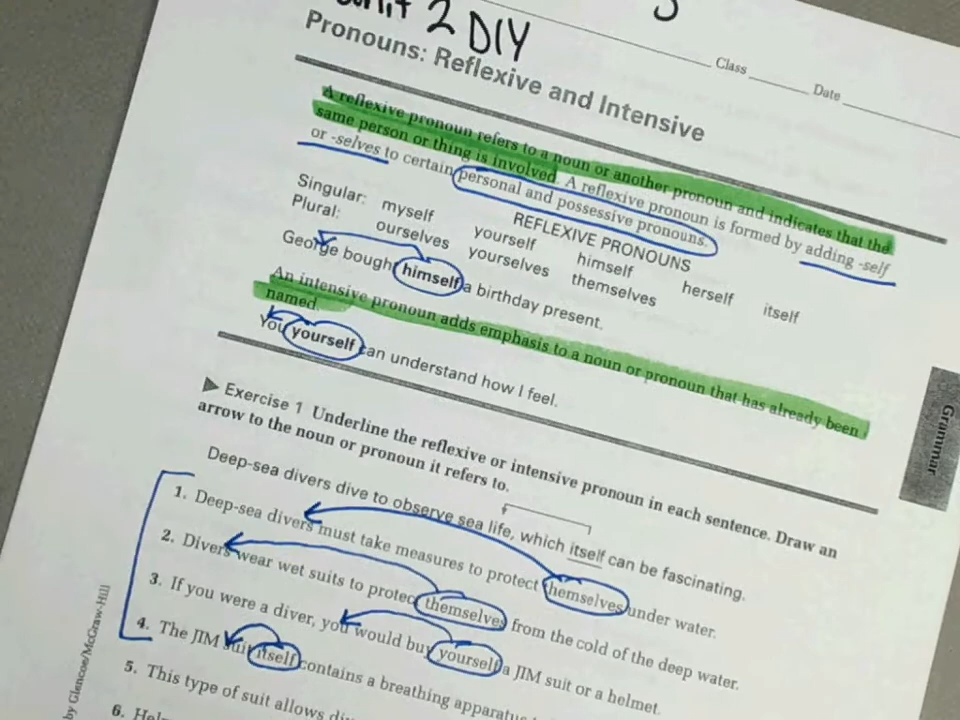 Unit 2 DIY
Class Date
Pronouns: Reflexive and Intensive
A reflexive pronoun refers to a noun or another pronoun and indicates that the
same person or thing is involved. A reflexive pronoun is formed by adding -self
or -selves to certain personal and possessive pronouns.
REFLEXIVE PRONOUNS
Singular: myself yourself himself herself itself
Plural: ourselves yourselves themselves
George bought himself a birthday present.
An intensive pronoun adds emphasis to a noun or pronoun that has already been
named.
You yourself can understand how I feel.
Grammar
Exercise 1 Underline the reflexive or intensive pronoun in each sentence. Draw an
arrow to the noun or pronoun it refers to.
Deep-sea divers dive to observe sea life, which itself can be fascinating.
1. Deep-sea divers must take measures to protect themselves under water.
2. Divers wear wet suits to protect themselves from the cold of the deep water.
3. If you were a diver, you would buy yourself a JIM suit or a helmet.
4. The JIM suit itself contains a breathing apparatus
5. This type of suit allows
6.
by Glencoe/McGraw-Hill